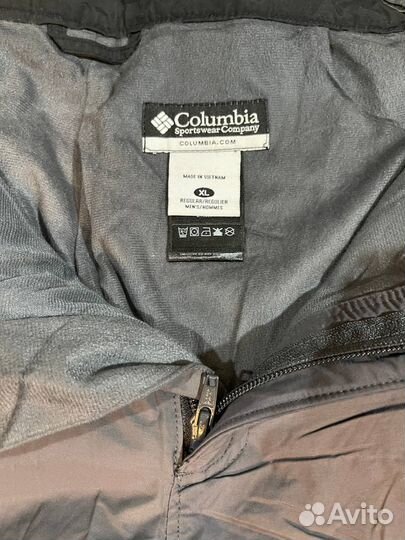 Columbia
Sportswear Company
COLUMBIA.COM
MADE IN VIETNAM
XL
REGULAR/REGULIER
MEN'S/HOMMES
Avito